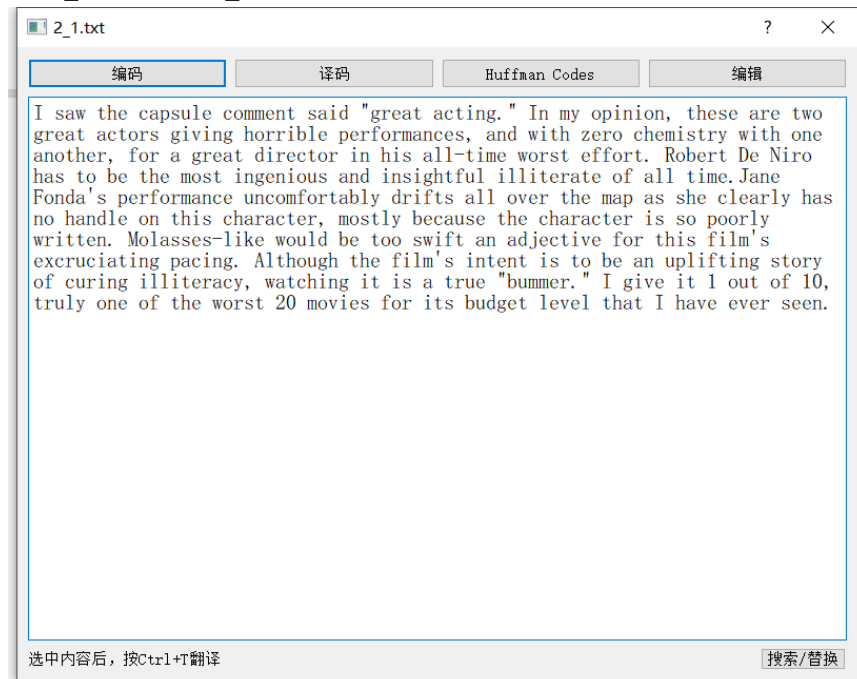 2_1.txt
?
编码 译码 Huffman Codes 编辑
I saw the capsule comment said "great acting." In my opinion, these are two
great actors giving horrible performances, and with zero chemistry with one
another, for a great director in his all-time worst effort. Robert De Niro
has to be the most ingenious and insightful illiterate of all time.Jane
Fonda's performance uncomfortably drifts all over the map as she clearly has
no handle on this character, mostly because the character is so poorly
written. Molasses-like would be too swift an adjective for this film's
excruciating pacing. Although the film's intent is to be an uplifting story
of curing illiteracy, watching it is a true "bummer." I give it 1 out of 10,
truly one of the worst 20 movies for its budget level that I have ever seen.
选中内容后，按Ctrl+T翻译 搜索/替换